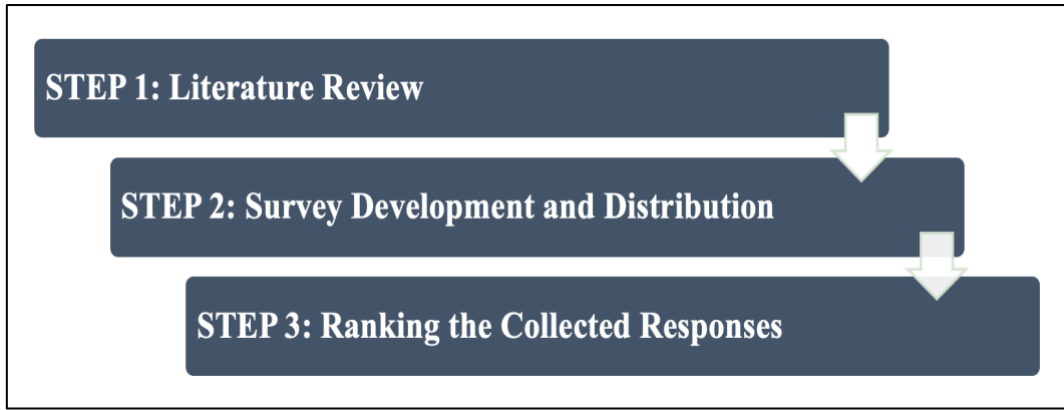 STEP 1: Literature Review
STEP 2: Survey Development and Distribution
STEP 3: Ranking the Collected Responses